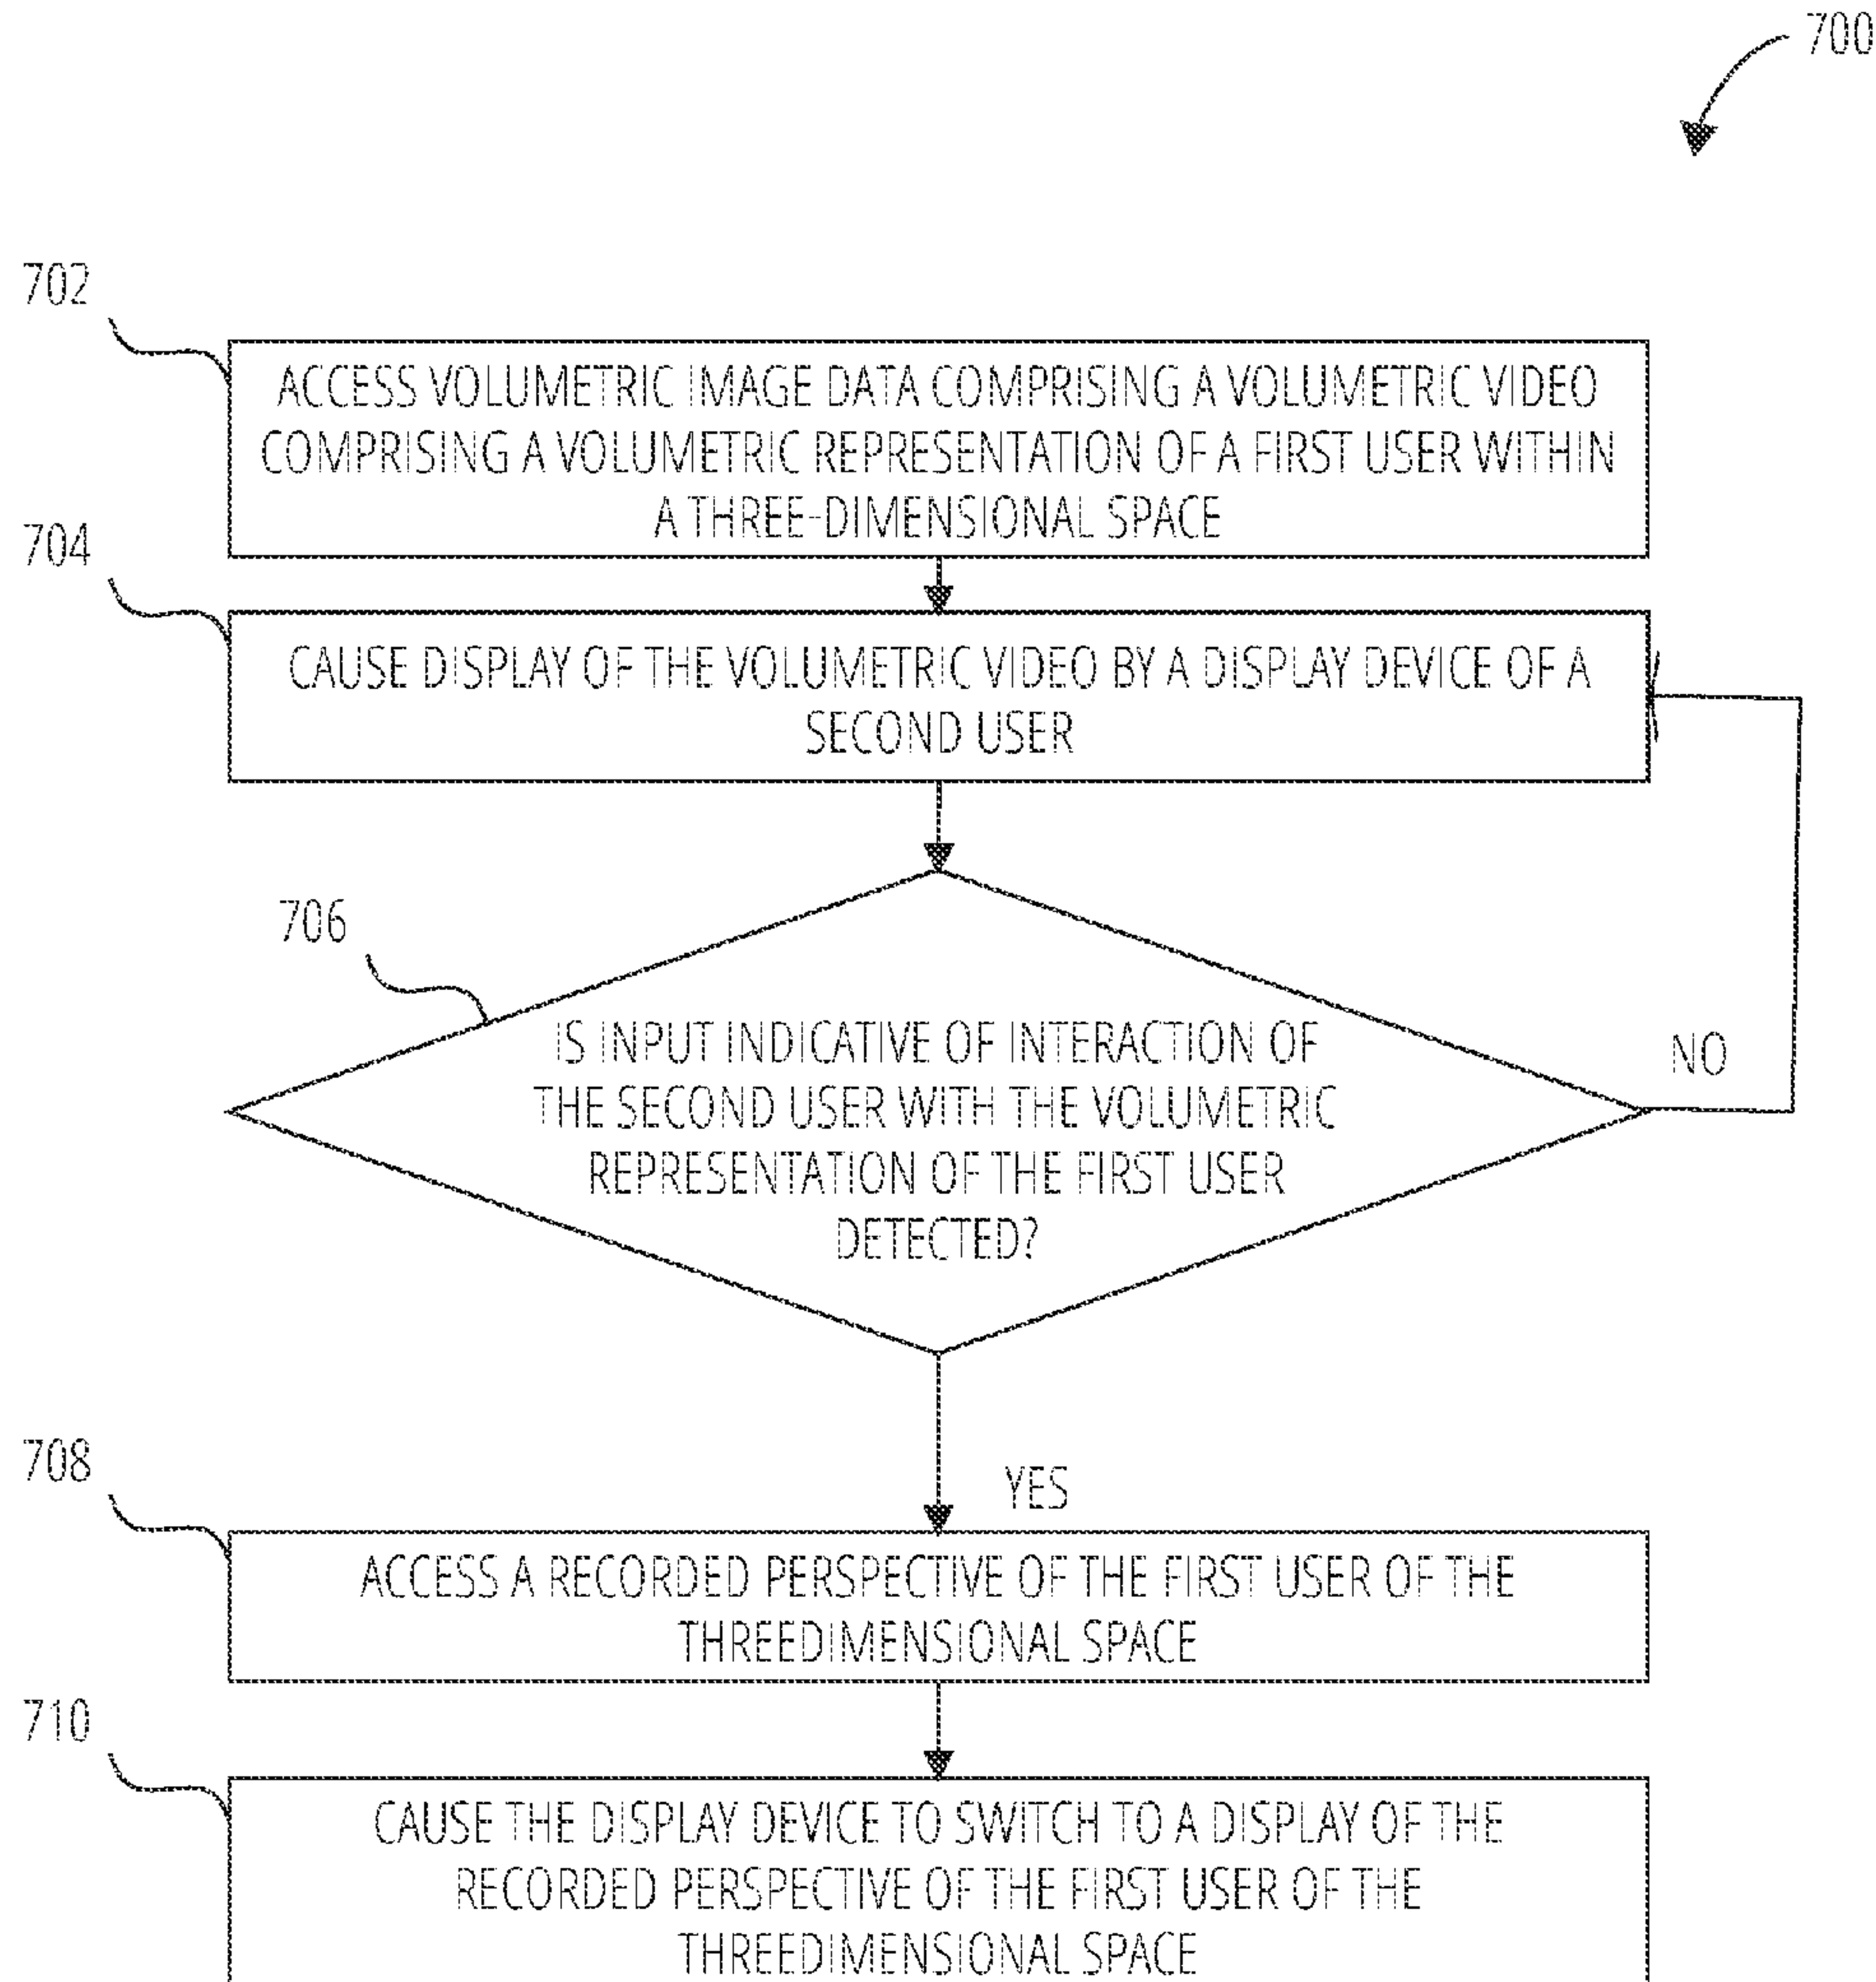 700
702
ACCESS VOLUMETRIC IMAGE DATA COMPRISING A VOLUMETRIC VIDEO
COMPRISING A VOLUMETRIC REPRESENTATION OF A FIRST USER WITHIN
A THREE-DIMENSIONAL SPACE
704
CAUSE DISPLAY OF THE VOLUMETRIC VIDEO BY A DISPLAY DEVICE OF A
SECOND USER
706
IS INPUT INDICATIVE OF INTERACTION OF
THE SECOND USER WITH THE VOLUMETRIC
REPRESENTATION OF THE FIRST USER
DETECTED?
NO
YES
708
ACCESS A RECORDED PERSPECTIVE OF THE FIRST USER OF THE
THREEDIMENSIONAL SPACE
710
CAUSE THE DISPLAY DEVICE TO SWITCH TO A DISPLAY OF THE
RECORDED PERSPECTIVE OF THE FIRST USER OF THE
THREEDIMENSIONAL SPACE